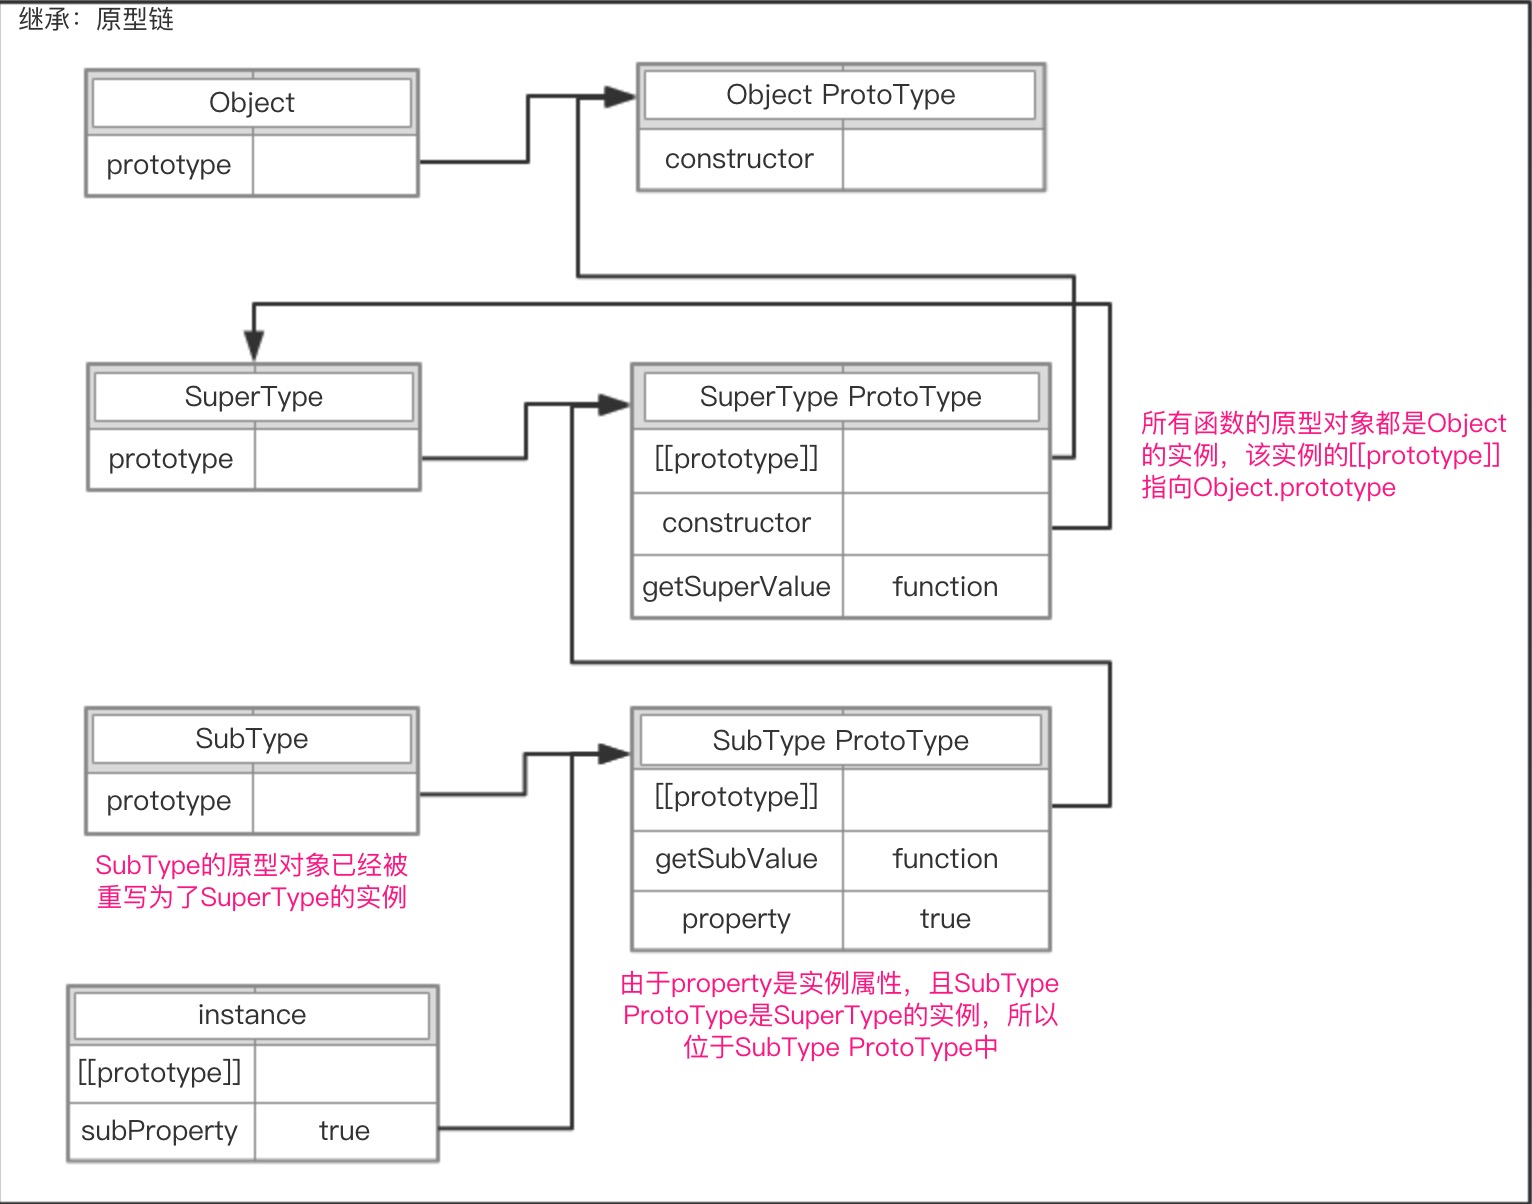 继承：原型链
Object
prototype
Object ProtoType
constructor
SuperType
prototype
SuperType ProtoType
[[prototype]]
constructor
getSuperValue function
所有函数的原型对象都是Object
的实例，该实例的[[prototype]]
指向Object.prototype
SubType
prototype
SubType的原型对象已经被
重写为了SuperType的实例
SubType ProtoType
[[prototype]]
getSubValue function
property true
由于property是实例属性，且SubType
ProtoType是SuperType的实例，所以
位于SubType ProtoType中
instance
[[prototype]]
subProperty true